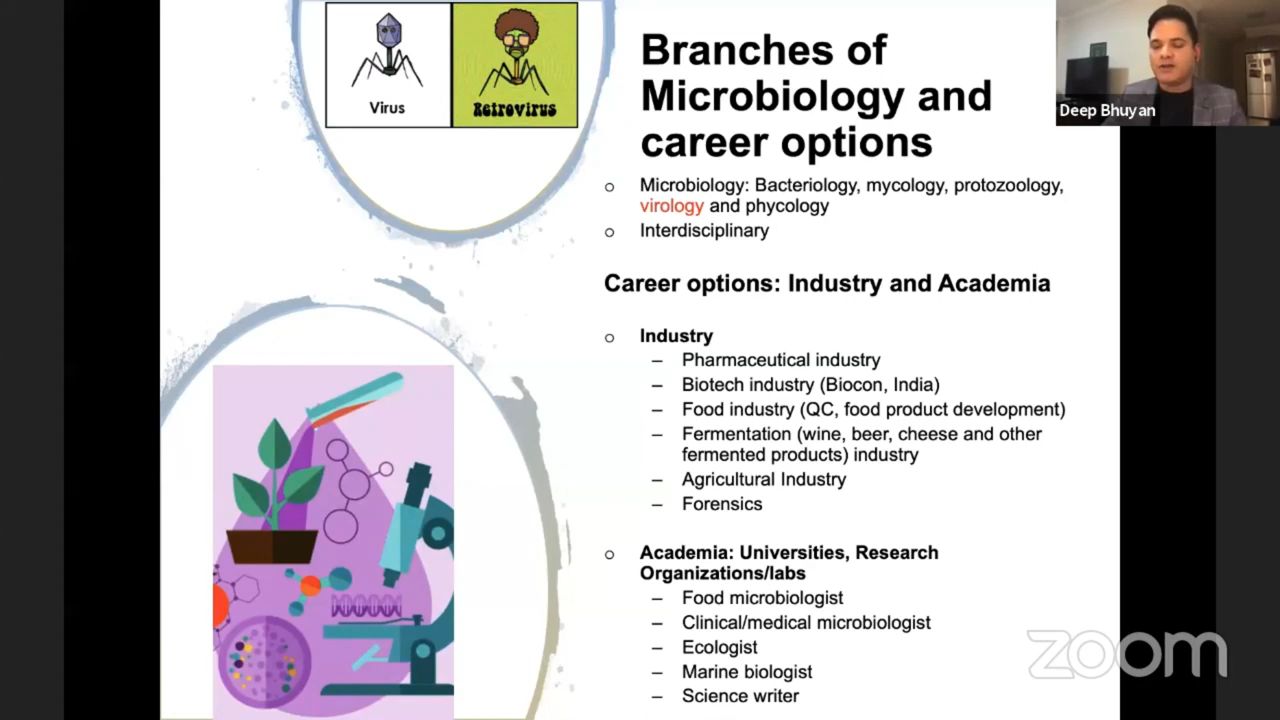 Virus
Retrovirus
Branches of
Microbiology and
career options
Deep Bhuyan
○ Microbiology: Bacteriology, mycology, protozoology,
virology and phycology
○ Interdisciplinary
Career options: Industry and Academia
○ Industry
– Pharmaceutical industry
– Biotech industry (Biocon, India)
– Food industry (QC, food product development)
– Fermentation (wine, beer, cheese and other
fermented products) industry
– Agricultural Industry
– Forensics
○ Academia: Universities, Research
Organizations/labs
– Food microbiologist
– Clinical/medical microbiologist
– Ecologist
– Marine biologist
– Science writer
zoom